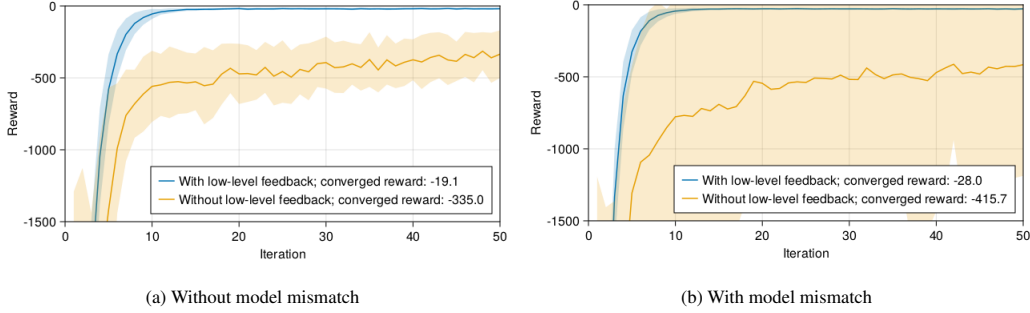 0
-500
-1000
-1500
Reward
With low-level feedback; converged reward: -19.1
Without low-level feedback; converged reward: -335.0
0 10 20 30 40 50
Iteration
(a) Without model mismatch
0
-500
-1000
-1500
Reward
With low-level feedback; converged reward: -28.0
Without low-level feedback; converged reward: -415.7
0 10 20 30 40 50
Iteration
(b) With model mismatch